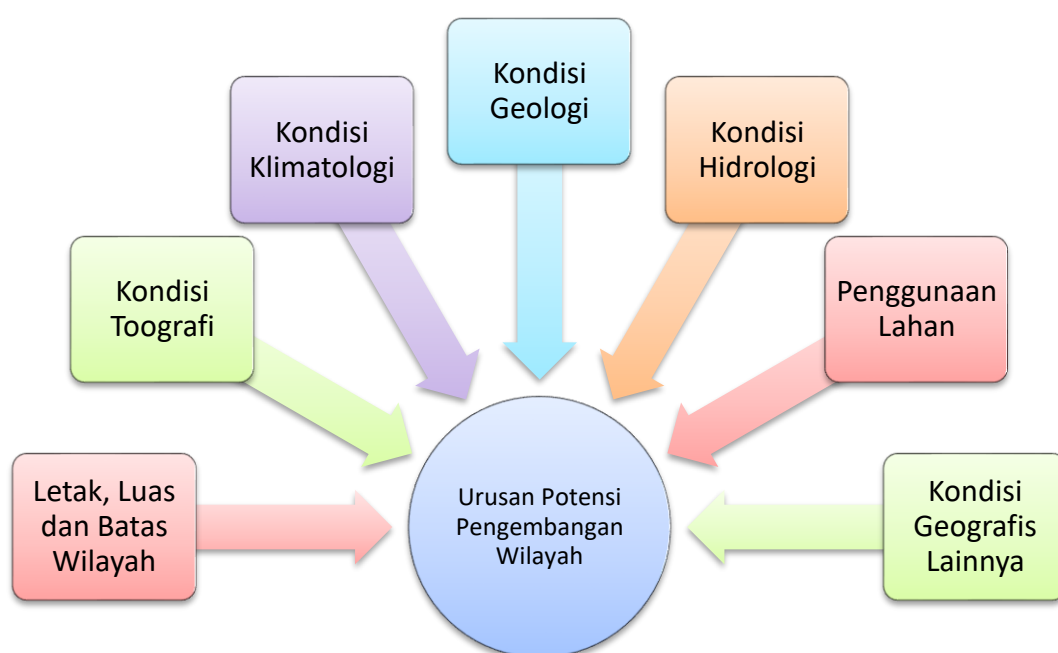 Kondisi
Geologi
Kondisi
Klimatologi
Kondisi
Hidrologi
Kondisi
Toografi
Penggunaan
Lahan
Letak, Luas
dan Batas
Wilayah
Urusan Potensi
Pengembangan
Wilayah
Kondisi
Geografis
Lainnya